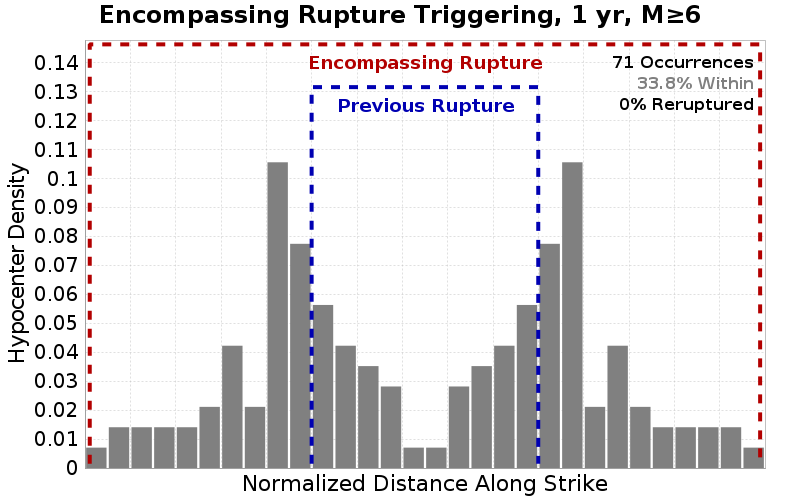 Encompassing Rupture Triggering, 1 yr, M≥6
Encompassing Rupture
71 Occurrences
33.8% Within
Previous Rupture
0% Reruptured
Hypocenter Density
0.14
0.13
0.12
0.11
0.1
0.09
0.08
0.07
0.06
0.05
0.04
0.03
0.02
0.01
0
Normalized Distance Along Strike